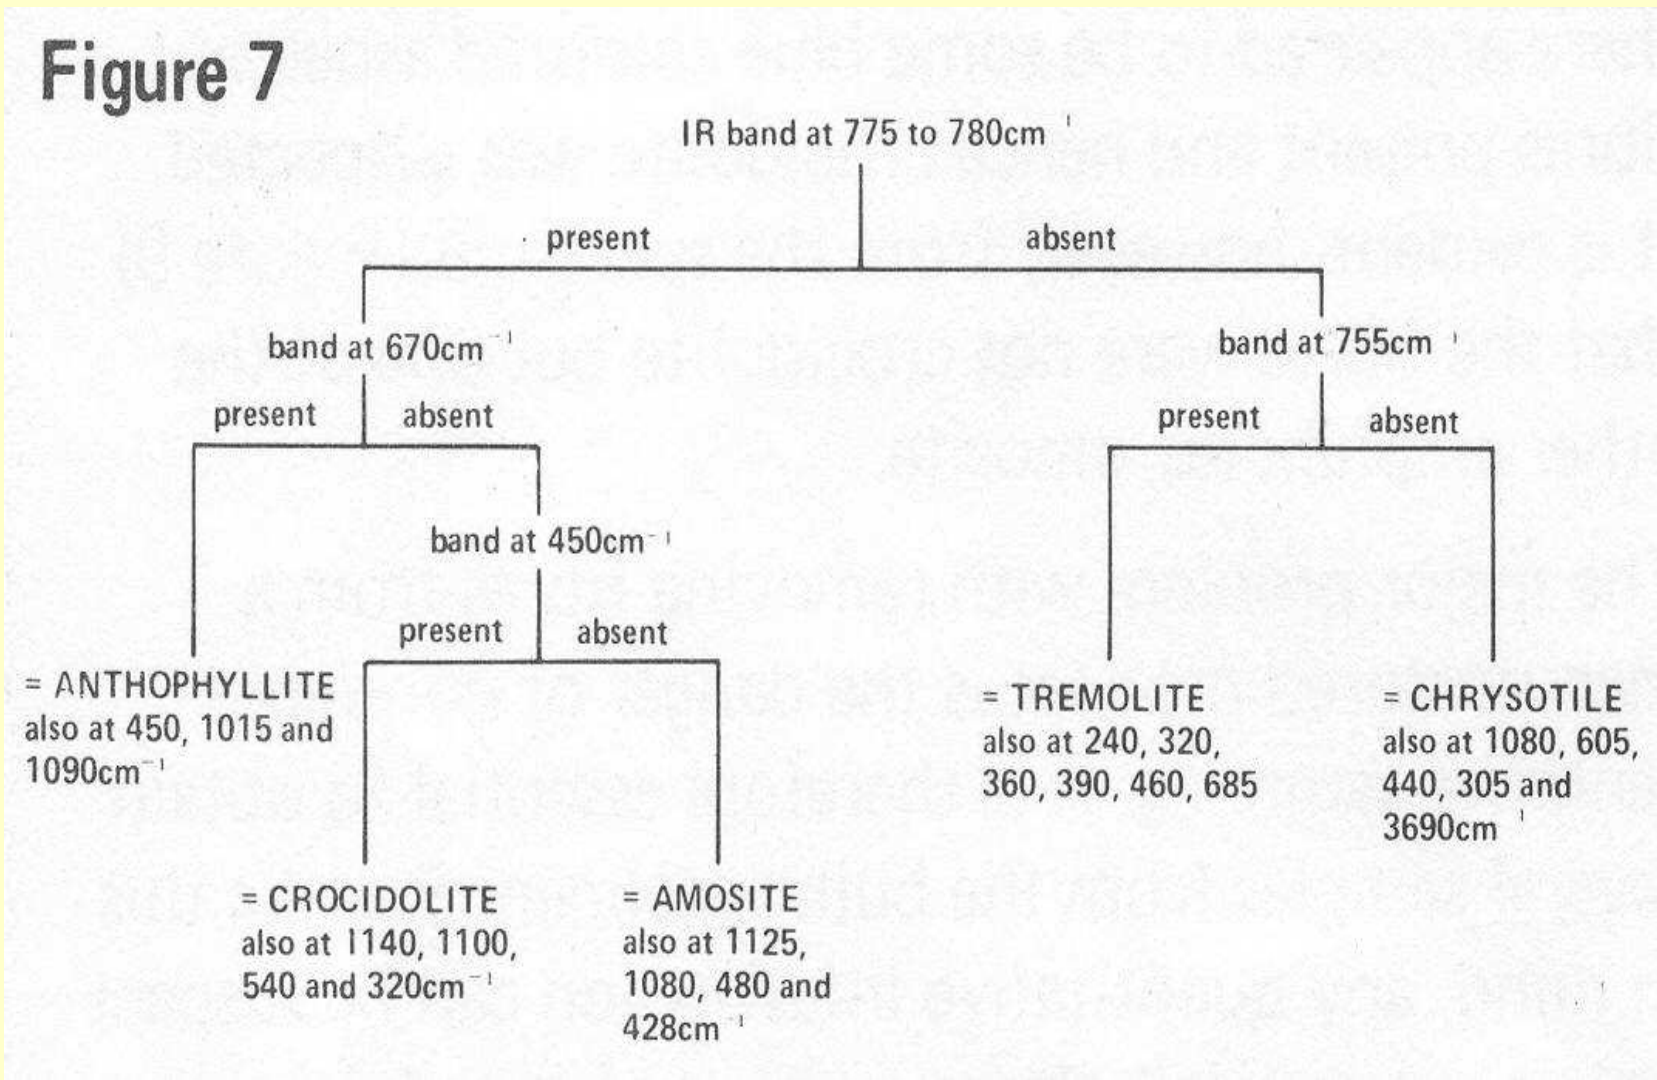 Figure 7
IR band at 775 to 780cm⁻¹
present
absent
band at 670cm⁻¹
band at 755cm⁻¹
present
absent
present
absent
band at 450cm⁻¹
present
absent
= ANTHOPHYLLITE
also at 450, 1015 and
1090cm⁻¹
= TREMOLITE
also at 240, 320,
360, 390, 460, 685
= CHRYSOTILE
also at 1080, 605,
440, 305 and
3690cm⁻¹
= CROCIDOLITE
also at 1140, 1100,
540 and 320cm⁻¹
= AMOSITE
also at 1125,
1080, 480 and
428cm⁻¹